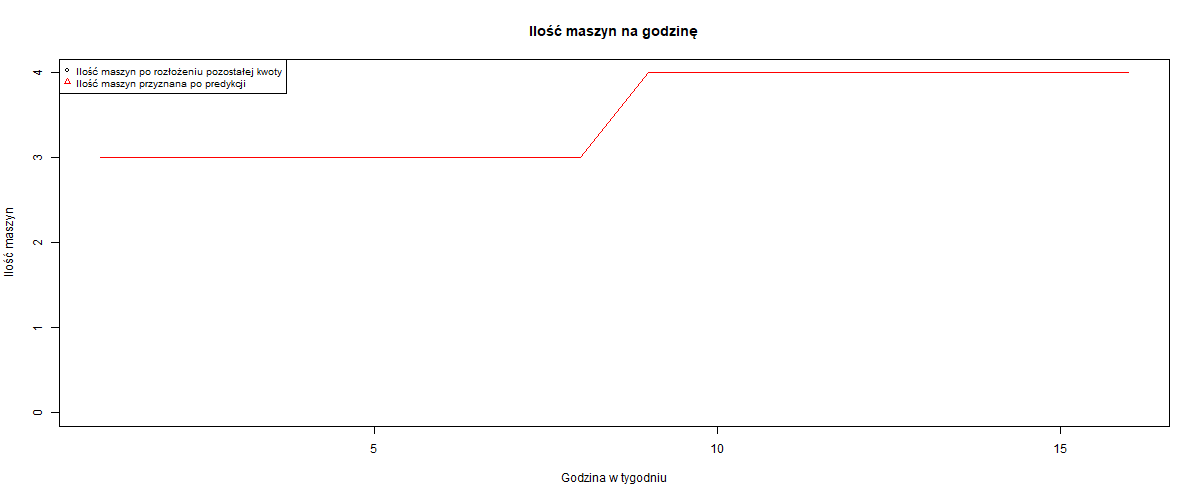 Ilość maszyn na godzinę
Ilość maszyn po rozłożeniu pozostałej kwoty
Ilość maszyn przyznana po predykcji
4
3
2
1
0
Ilość maszyn
5 10 15
Godzina w tygodniu